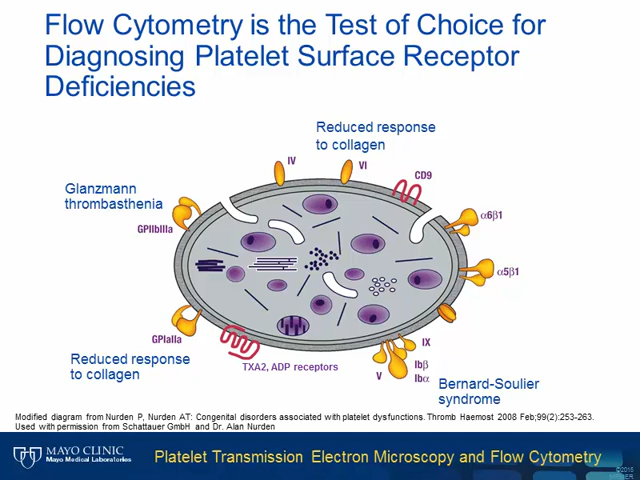 Flow Cytometry is the Test of Choice for
Diagnosing Platelet Surface Receptor
Deficiencies
Reduced response
to collagen
IV
VI
CD9
Glanzmann
thrombasthenia
GPIIbIIIa
α6β1
α5β1
GPIaIIa
Reduced response
to collagen
TXA2, ADP receptors
IX
Ibβ
V
Ibα
Bernard-Soulier
syndrome
Modified diagram from Nurden P, Nurden AT: Congenital disorders associated with platelet dysfunctions. Thromb Haemost 2008 Feb;99(2):253-263.
Used with permission from Schattauer GmbH and Dr. Alan Nurden
MAYO CLINIC
Mayo Medical Laboratories
Platelet Transmission Electron Microscopy and Flow Cytometry